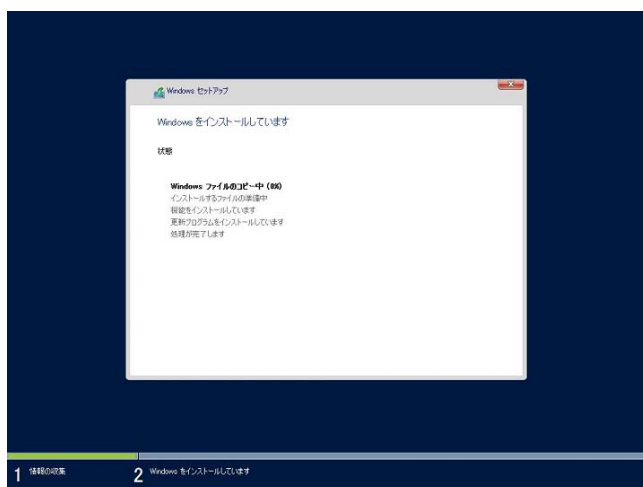 Windows セットアップ
Windows をインストールしています
状態
Windows ファイルのコピー中 (0%)
インストールするファイルの準備中
機能をインストールしています
更新プログラムをインストールしています
処理が完了します
1 情報の収集
2 Windows をインストールしています